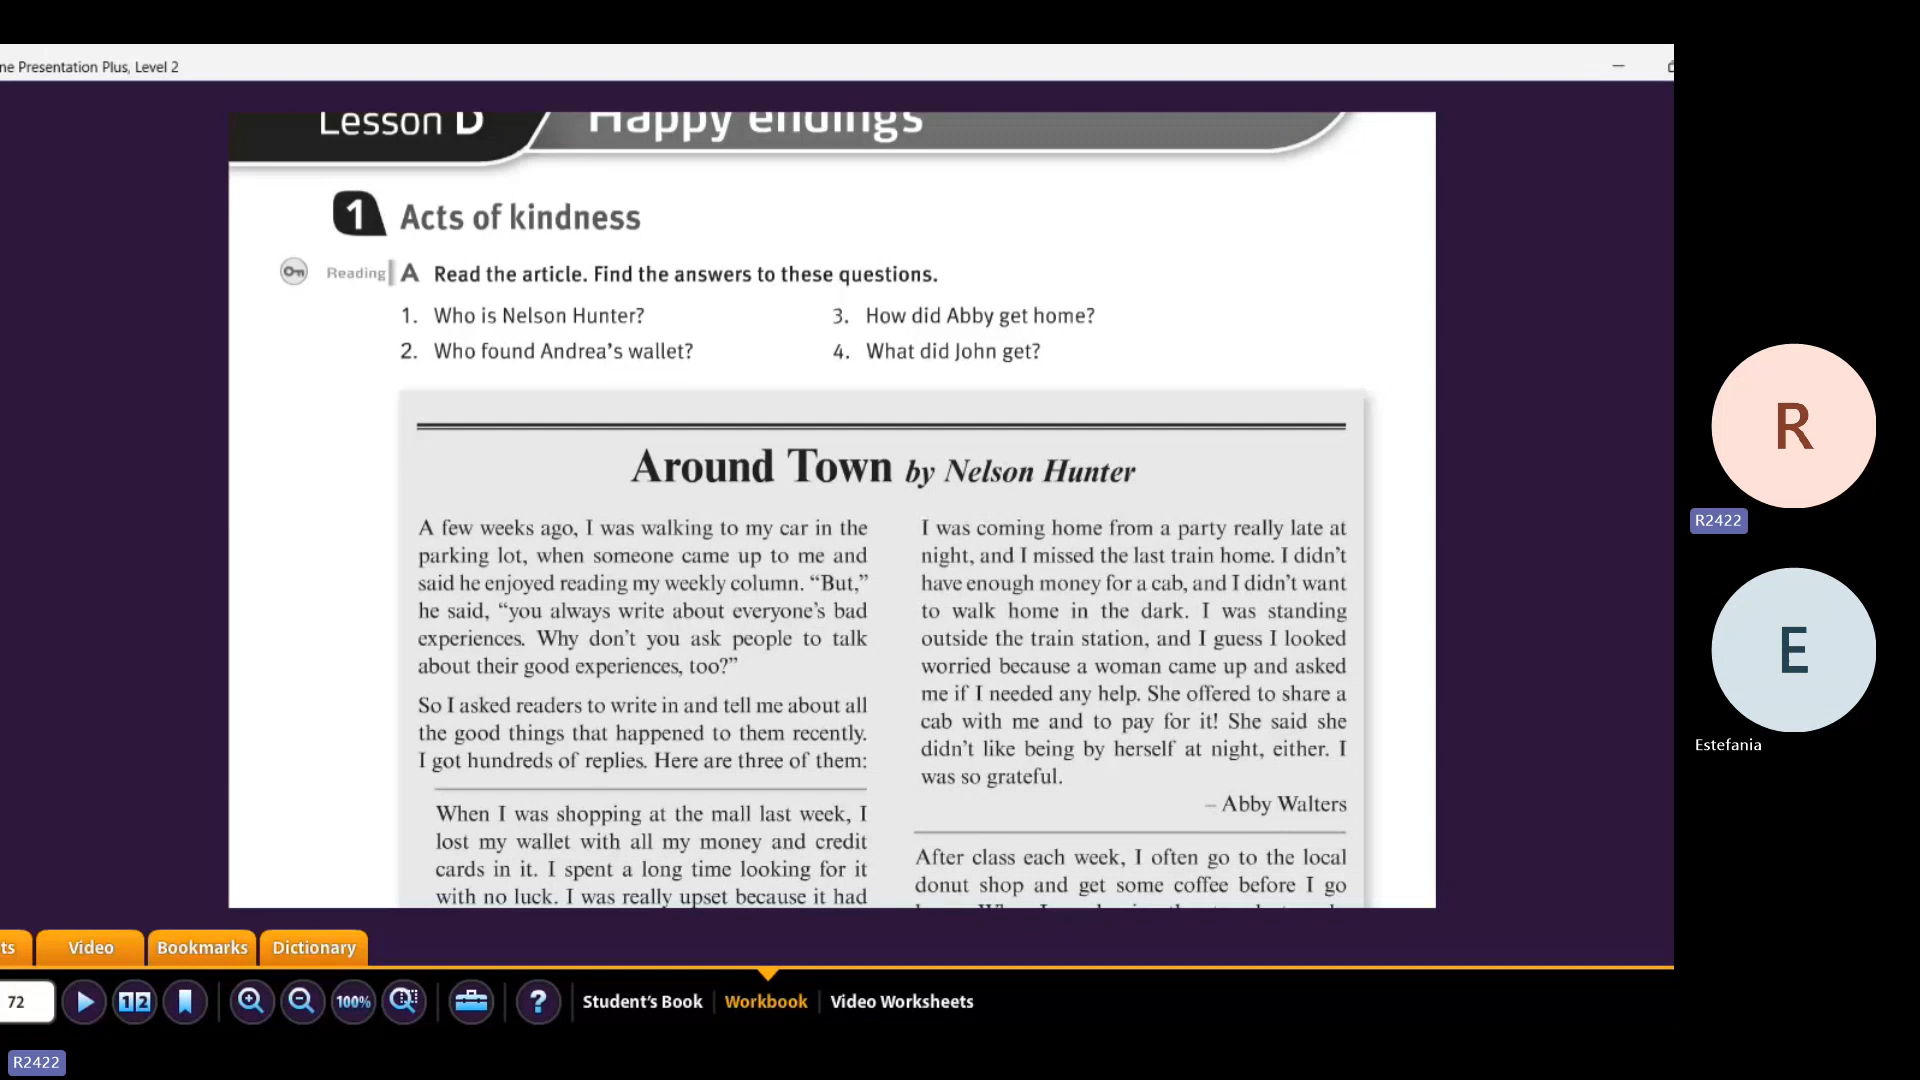 ne Presentation Plus, Level 2
Lesson D Happy endings
1 Acts of kindness
Reading A Read the article. Find the answers to these questions.
1. Who is Nelson Hunter?
2. Who found Andrea's wallet?
3. How did Abby get home?
4. What did John get?
Around Town by Nelson Hunter
A few weeks ago, I was walking to my car in the
parking lot, when someone came up to me and
said he enjoyed reading my weekly column. “But,”
he said, “you always write about everyone’s bad
experiences. Why don’t you ask people to talk
about their good experiences, too?”
So I asked readers to write in and tell me about all
the good things that happened to them recently.
I got hundreds of replies. Here are three of them:
When I was shopping at the mall last week, I
lost my wallet with all my money and credit
cards in it. I spent a long time looking for it
with no luck. I was really upset because it had
I was coming home from a party really late at
night, and I missed the last train home. I didn’t
have enough money for a cab, and I didn’t want
to walk home in the dark. I was standing
outside the train station, and I guess I looked
worried because a woman came up and asked
me if I needed any help. She offered to share a
cab with me and to pay for it! She said she
didn’t like being by herself at night, either. I
was so grateful.
– Abby Walters
After class each week, I often go to the local
donut shop and get some coffee before I go
R
R2422
E
Estefania
ts Video Bookmarks Dictionary
72 12 100% ? Student’s Book Workbook Video Worksheets
R2422